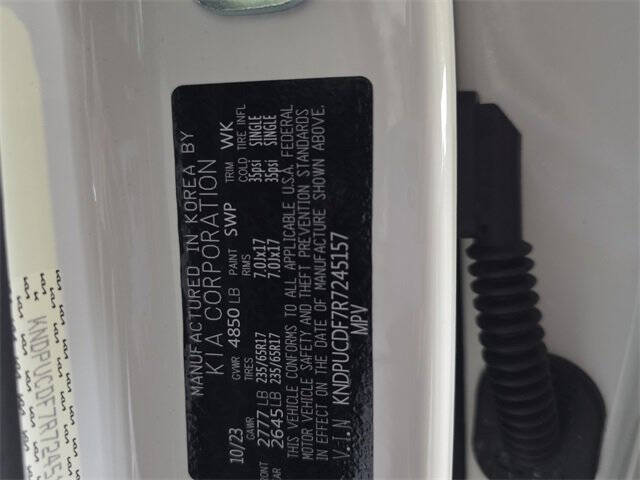 MANUFACTURED IN KOREA BY
KIA CORPORATION
10/23 GVWR 4850 LB PAINT SWP TRIM WK
GAWR TIRES RIMS COLD TIRE INFL
FRONT 2777 LB 235/65R17 7.0Jx17 35psi SINGLE
2645 LB 235/65R17 7.0Jx17 35psi SINGLE
THIS VEHICLE CONFORMS TO ALL APPLICABLE U.S.A. FEDERAL
MOTOR VEHICLE SAFETY AND THEFT PREVENTION STANDARDS
IN EFFECT ON THE DATE OF MANUFACTURE SHOWN ABOVE.
V.I.N KNDPUCDF7R7245157
MPV